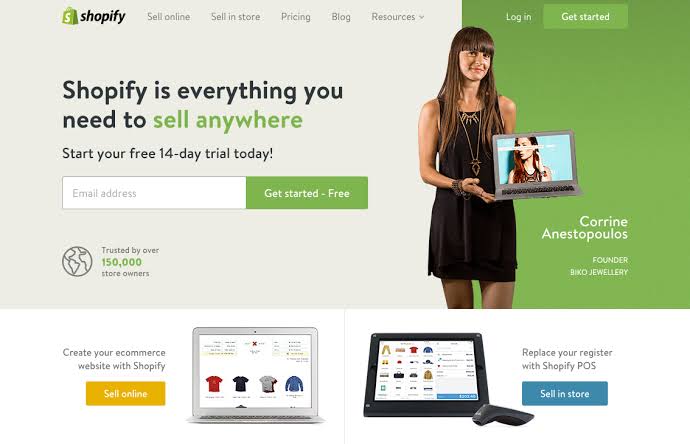 shopify
Sell online
Sell in store
Pricing
Blog
Resources
Log in
Get started
Shopify is everything you
need to sell anywhere
Start your free 14-day trial today!
Email address
Get started - Free
Trusted by over
150,000
store owners
Corrine
Anestopoulos
FOUNDER
BIKO JEWELLERY
Create your ecommerce
website with Shopify
Sell online
Replace your register
with Shopify POS
Sell in store